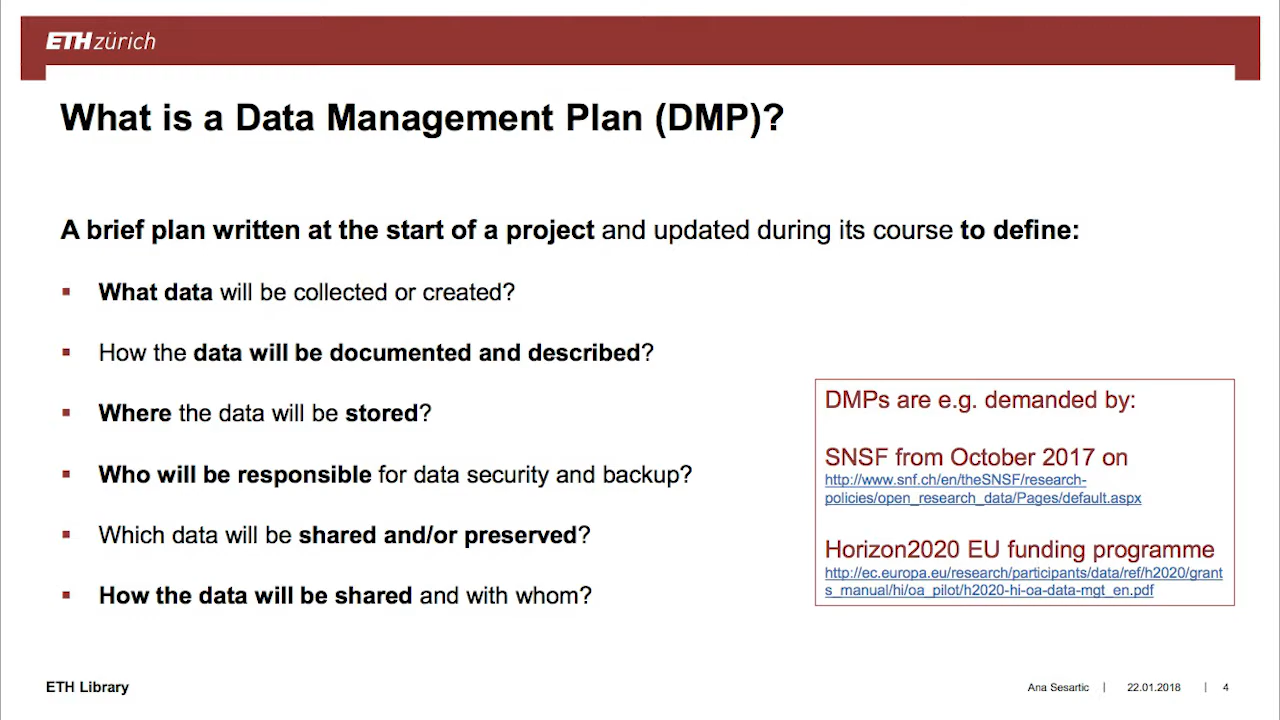 ETH zürich
What is a Data Management Plan (DMP)?
A brief plan written at the start of a project and updated during its course to define:
▪ What data will be collected or created?
▪ How the data will be documented and described?
▪ Where the data will be stored?
▪ Who will be responsible for data security and backup?
▪ Which data will be shared and/or preserved?
▪ How the data will be shared and with whom?
DMPs are e.g. demanded by:
SNSF from October 2017 on
http://www.snf.ch/en/theSNSF/research-
policies/open_research_data/Pages/default.aspx
Horizon2020 EU funding programme
http://ec.europa.eu/research/participants/data/ref/h2020/grant
s_manual/hi/oa_pilot/h2020-hi-oa-data-mgt_en.pdf
ETH Library
Ana Sesartic | 22.01.2018 | 4